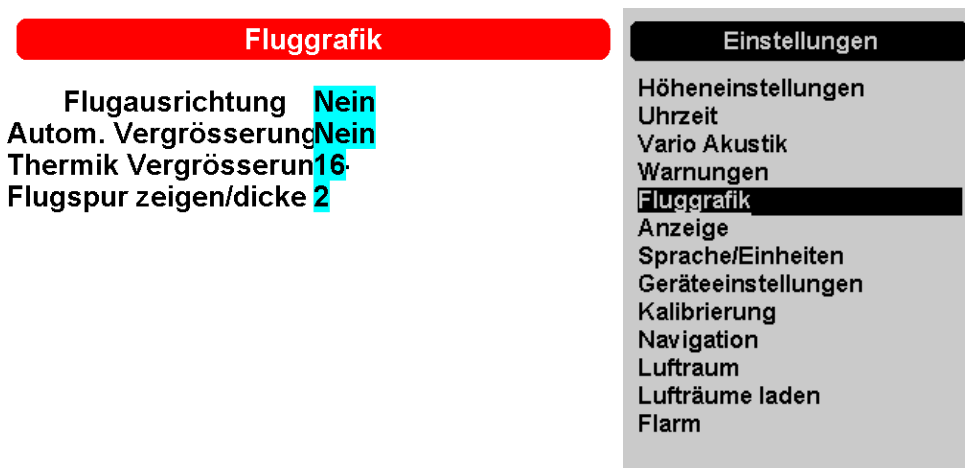 Fluggrafik
Flugausrichtung Nein
Autom. Vergrösserung Nein
Thermik Vergrösserun 16
Flugspur zeigen/dicke 2
Einstellungen
Höheneinstellungen
Uhrzeit
Vario Akustik
Warnungen
Fluggrafik
Anzeige
Sprache/Einheiten
Geräteeinstellungen
Kalibrierung
Navigation
Luftraum
Lufträume laden
Flarm